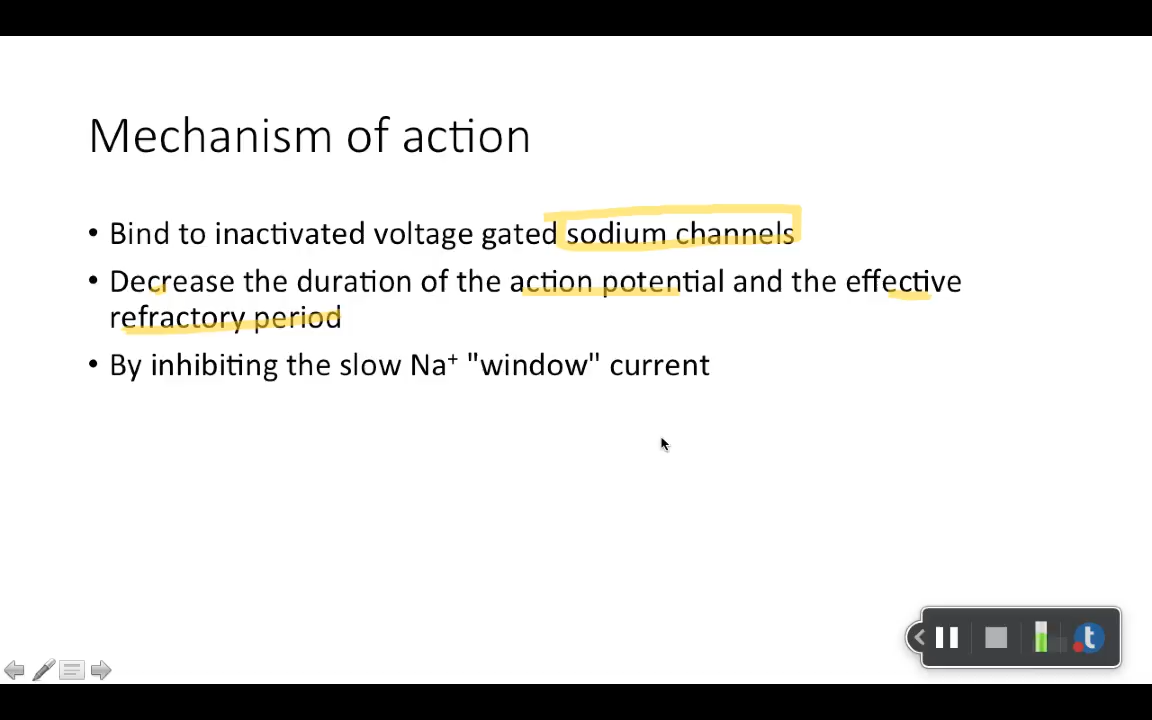 Mechanism of action
• Bind to inactivated voltage gated sodium channels
• Decrease the duration of the action potential and the effective
refractory period
• By inhibiting the slow Na⁺ "window" current
t